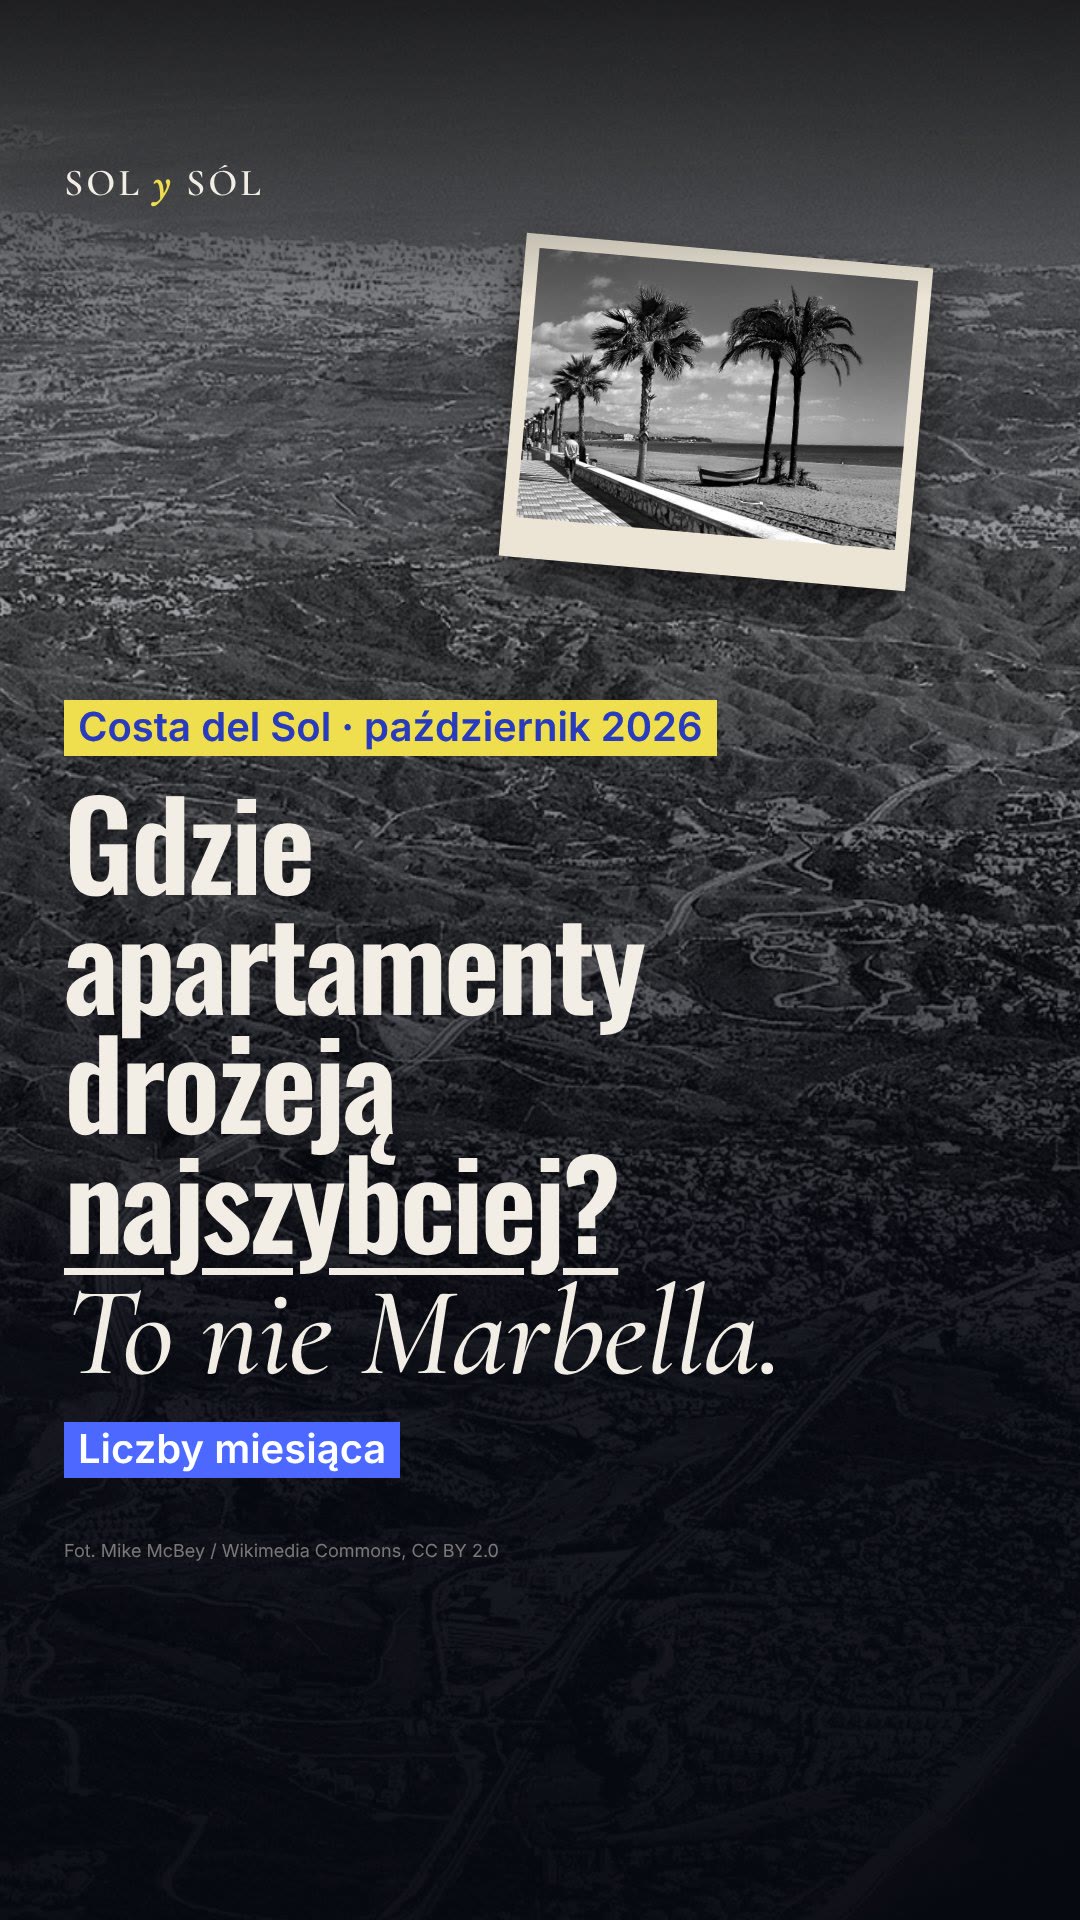 SOL y SÓL
Costa del Sol · październik 2026
Gdzie
apartamenty
drożeją
najszybciej?
To nie Marbella.
Liczby miesiąca
Fot. Mike McBey / Wikimedia Commons, CC BY 2.0